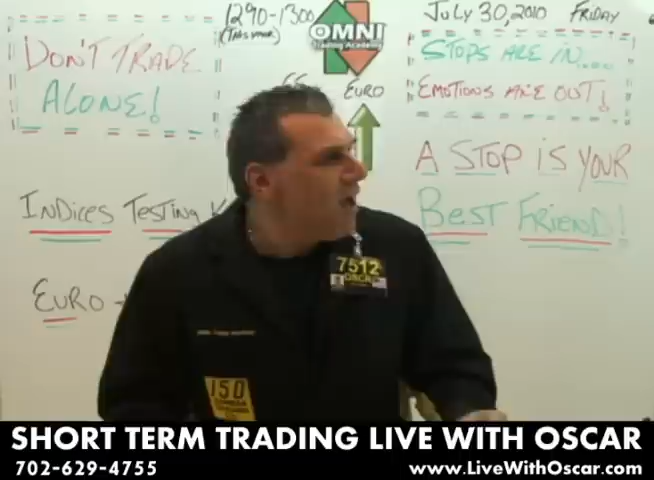 1290-1300
(THIS YEAR)
OMNI
Trading Academy
JULY 30, 2010 FRIDAY
DON'T TRADE
ALONE!
STOPS ARE IN....
EMOTIONS ARE OUT!
EURO
A STOP IS YOUR
BEST FRIEND!
INDICES TESTING
EURO
7512
OSCAR
150
SHORT TERM TRADING LIVE WITH OSCAR
702-629-4755
www.LiveWithOscar.com